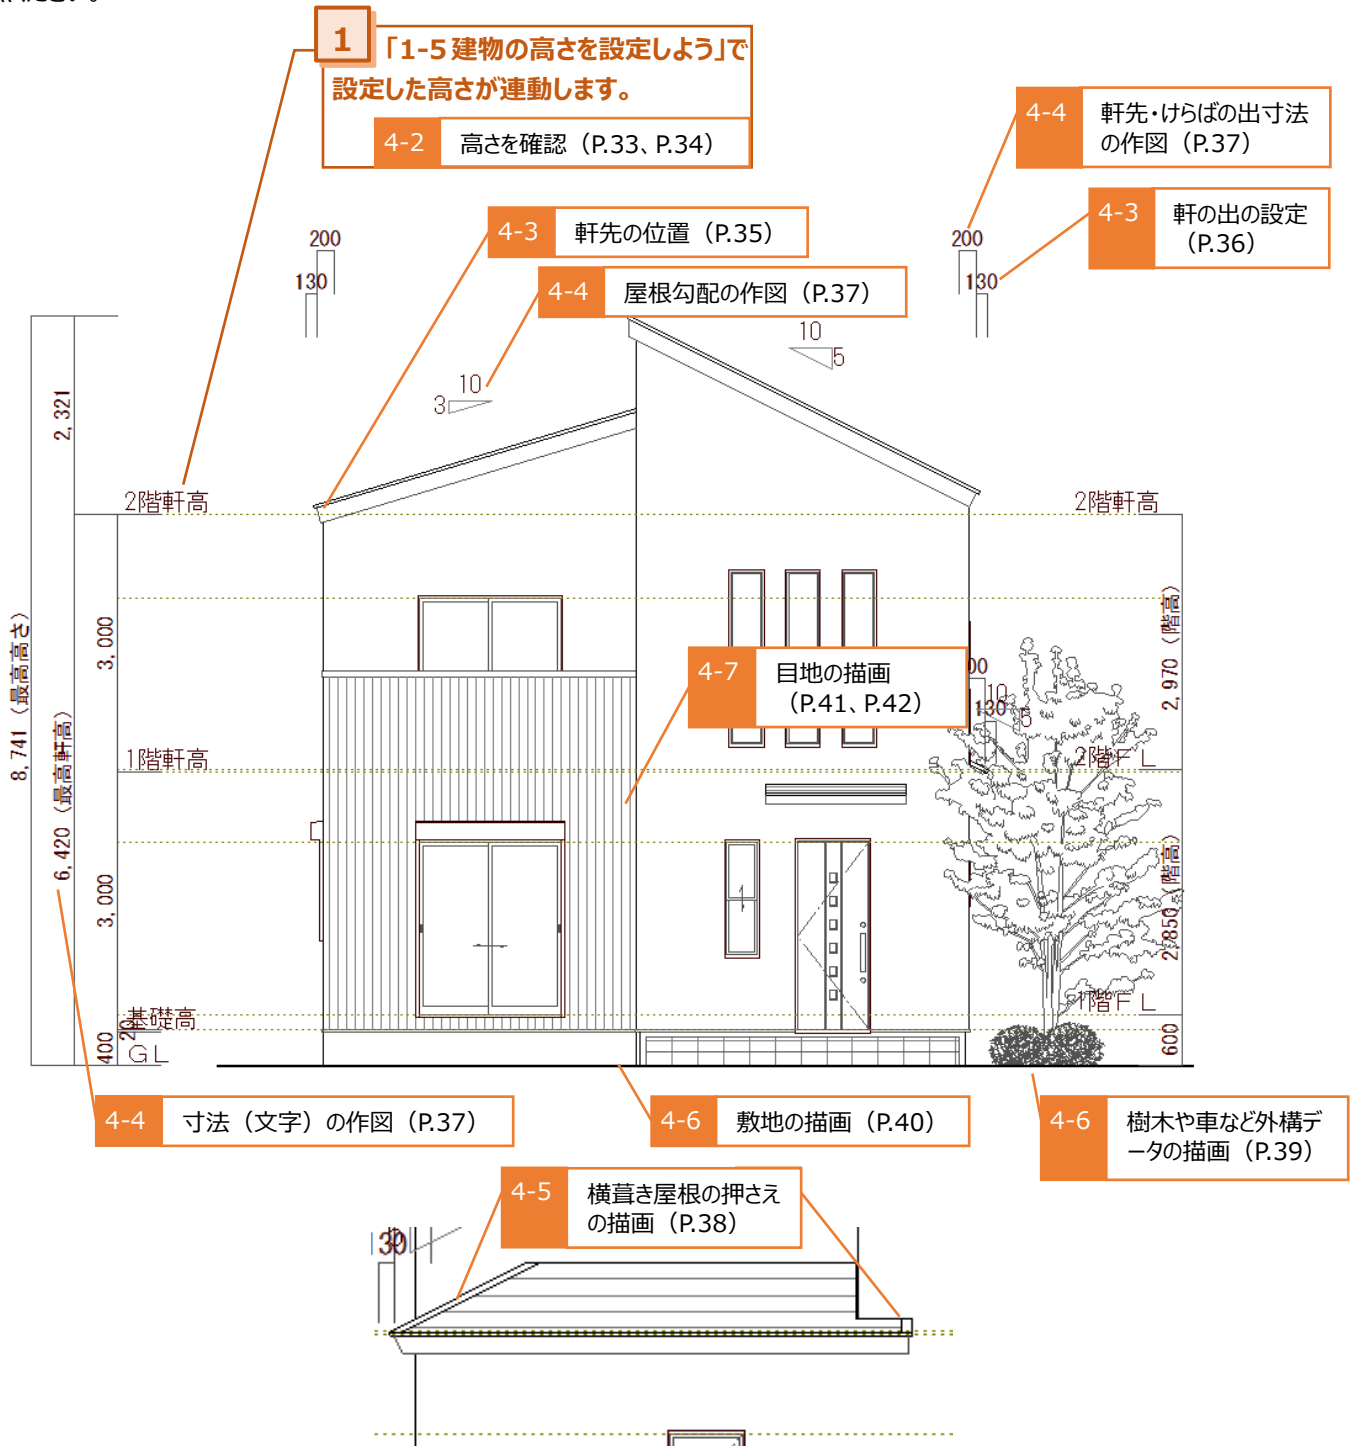 ください。
1 「1-5 建物の高さを設定しよう」で
設定した高さが連動します。
4-2 高さを確認（P.33、P.34）
4-4 軒先・けらばの出寸法
の作図（P.37）
4-3 軒の出の設定
（P.36）
4-3 軒先の位置（P.35）
4-4 屋根勾配の作図（P.37）
200
130
200
130
10
5
10
3
2,321
2階軒高
2階軒高
3,000
8,741（最高高さ）
6,420（最高軒高）
2,970（階高）
4-7 目地の描画
（P.41、P.42）
00
10
130
5
1階軒高
2階ＦＬ
3,000
2,850（階高）
基礎高
20
1階ＦＬ
400
ＧＬ
600
4-4 寸法（文字）の作図（P.37）
4-6 敷地の描画（P.40）
4-6 樹木や車など外構デ
ータの描画（P.39）
4-5 横葺き屋根の押さえ
の描画（P.38）